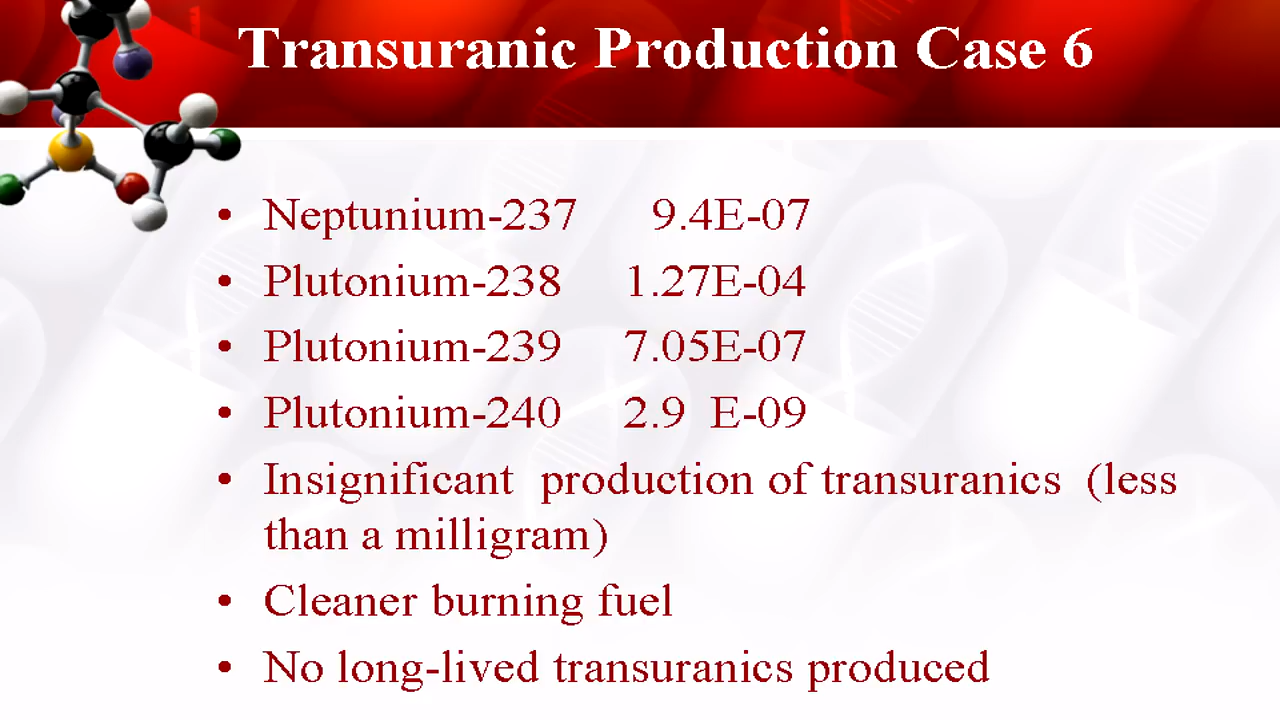 Transuranic Production Case 6
• Neptunium-237 9.4E-07
• Plutonium-238 1.27E-04
• Plutonium-239 7.05E-07
• Plutonium-240 2.9 E-09
• Insignificant production of transuranics (less
than a milligram)
• Cleaner burning fuel
• No long-lived transuranics produced